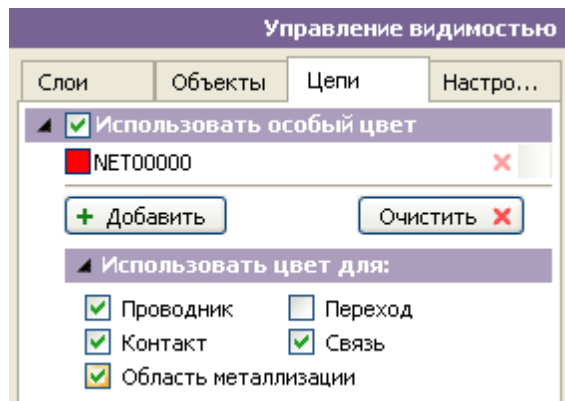 Управление видимостью
Слои Объекты Цепи Настро...
Использовать особый цвет
NET00000
Добавить Очистить
Использовать цвет для:
Проводник Переход
Контакт Связь
Область металлизации